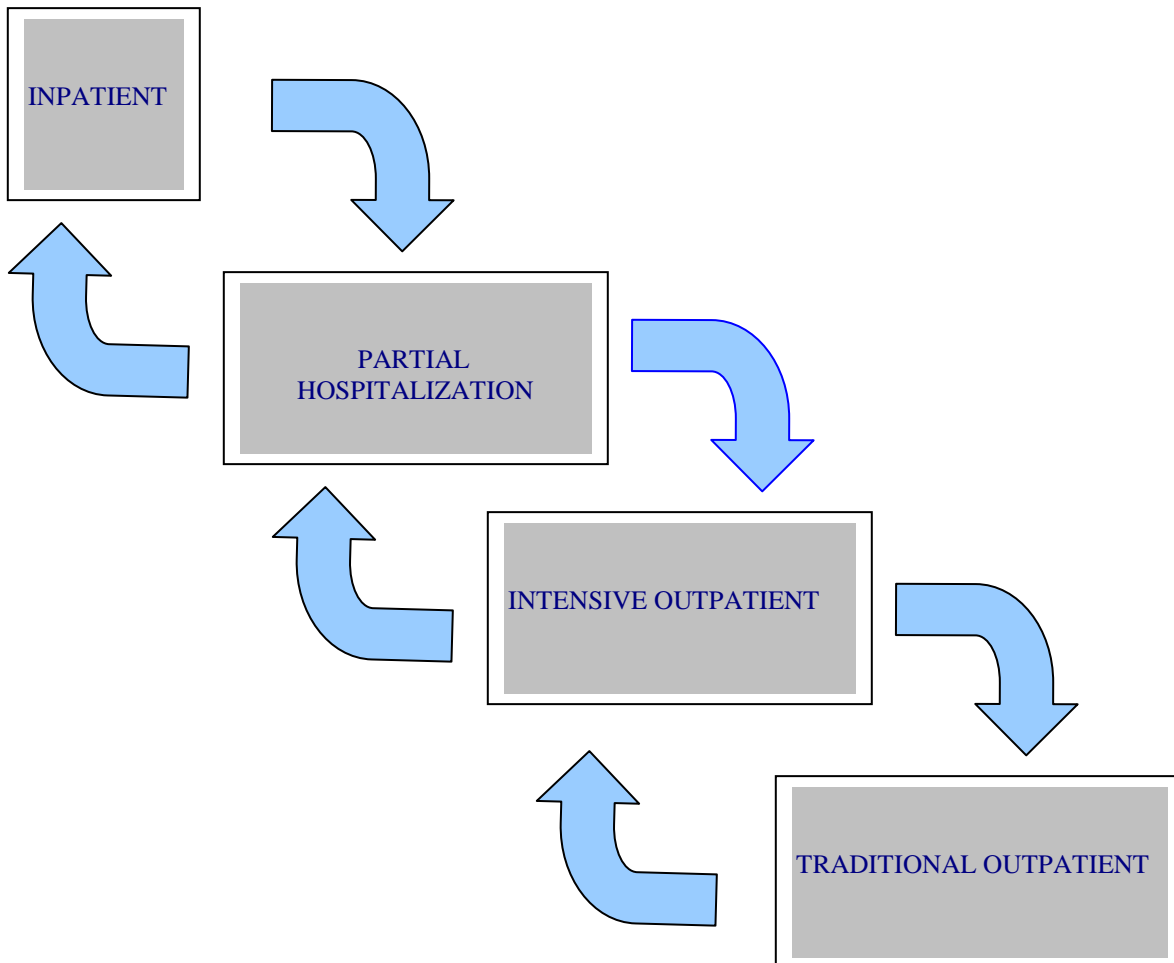 INPATIENT
PARTIAL
HOSPITALIZATION
INTENSIVE OUTPATIENT
TRADITIONAL OUTPATIENT